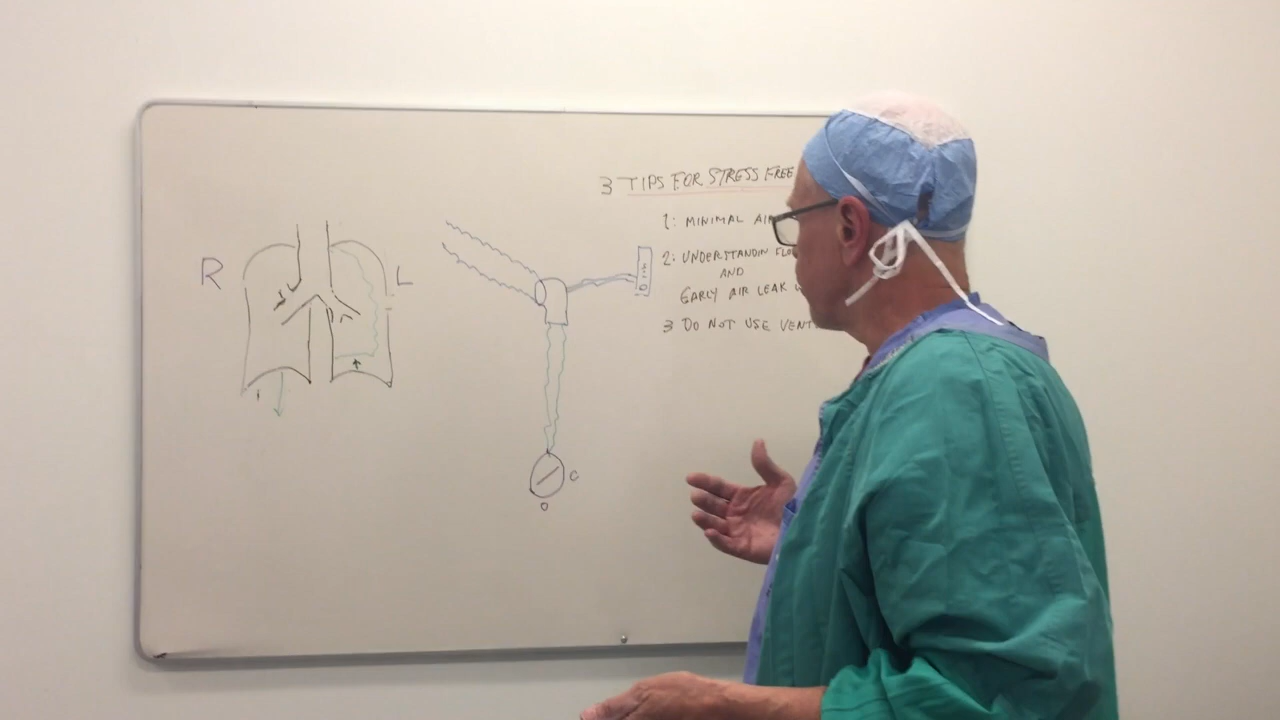 3 TIPS FOR STRESS FREE
1: MINIMAL AIR
2: UNDERSTANDIN FLO
AND
EARLY AIR LEAK
3 DO NOT USE VENT
R
L
C
O